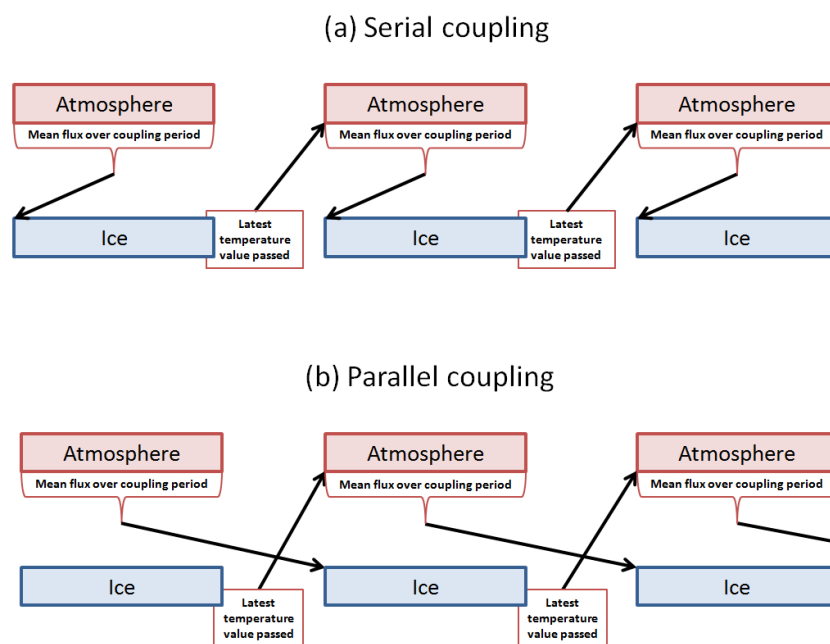 (a) Serial coupling
Atmosphere
Atmosphere
Atmosphere
Mean flux over coupling period
Mean flux over coupling period
Mean flux over coupling period
Ice
Latest
temperature
value passed
Ice
Latest
temperature
value passed
Ice
(b) Parallel coupling
Atmosphere
Atmosphere
Atmosphere
Mean flux over coupling period
Mean flux over coupling period
Mean flux over coupling period
Ice
Latest
temperature
value passed
Ice
Latest
temperature
value passed
Ice